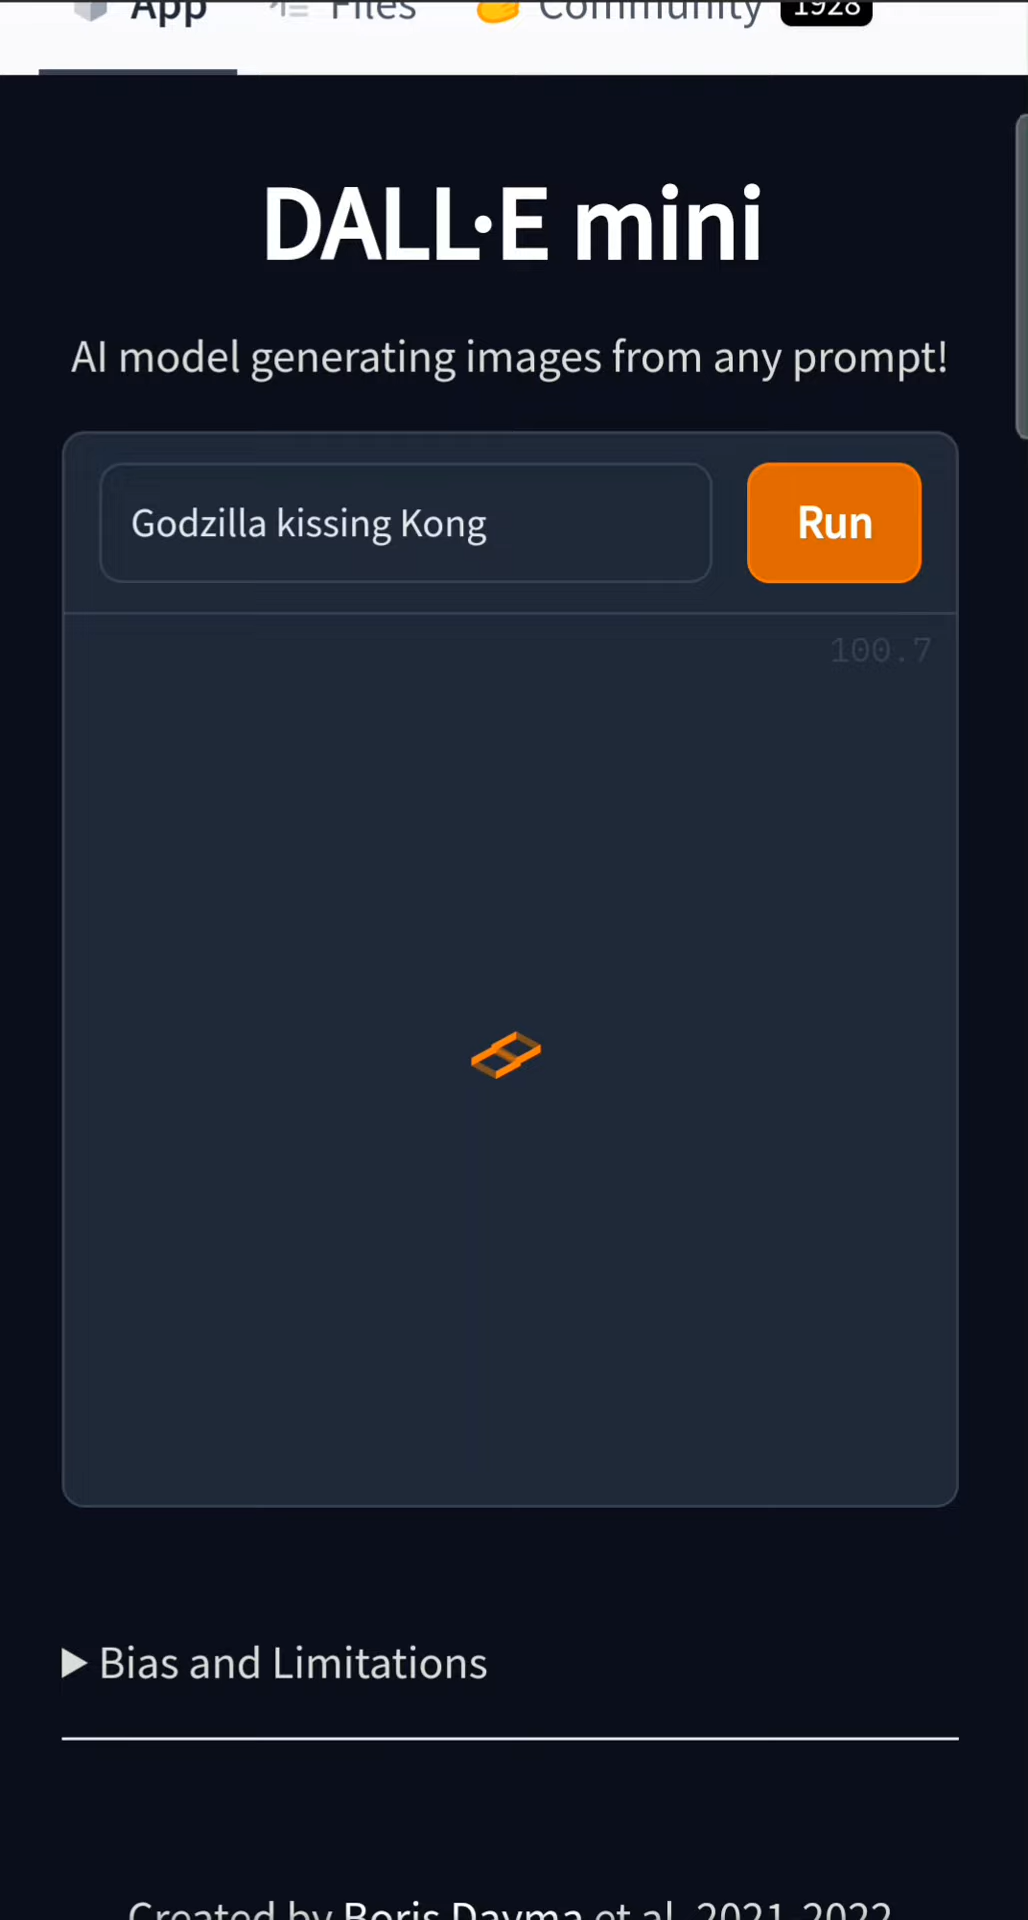 App Files Community 1928
DALL·E mini
AI model generating images from any prompt!
Godzilla kissing Kong
Run
100.7
▶ Bias and Limitations
Created by Boris Dayma et al. 2021-2022